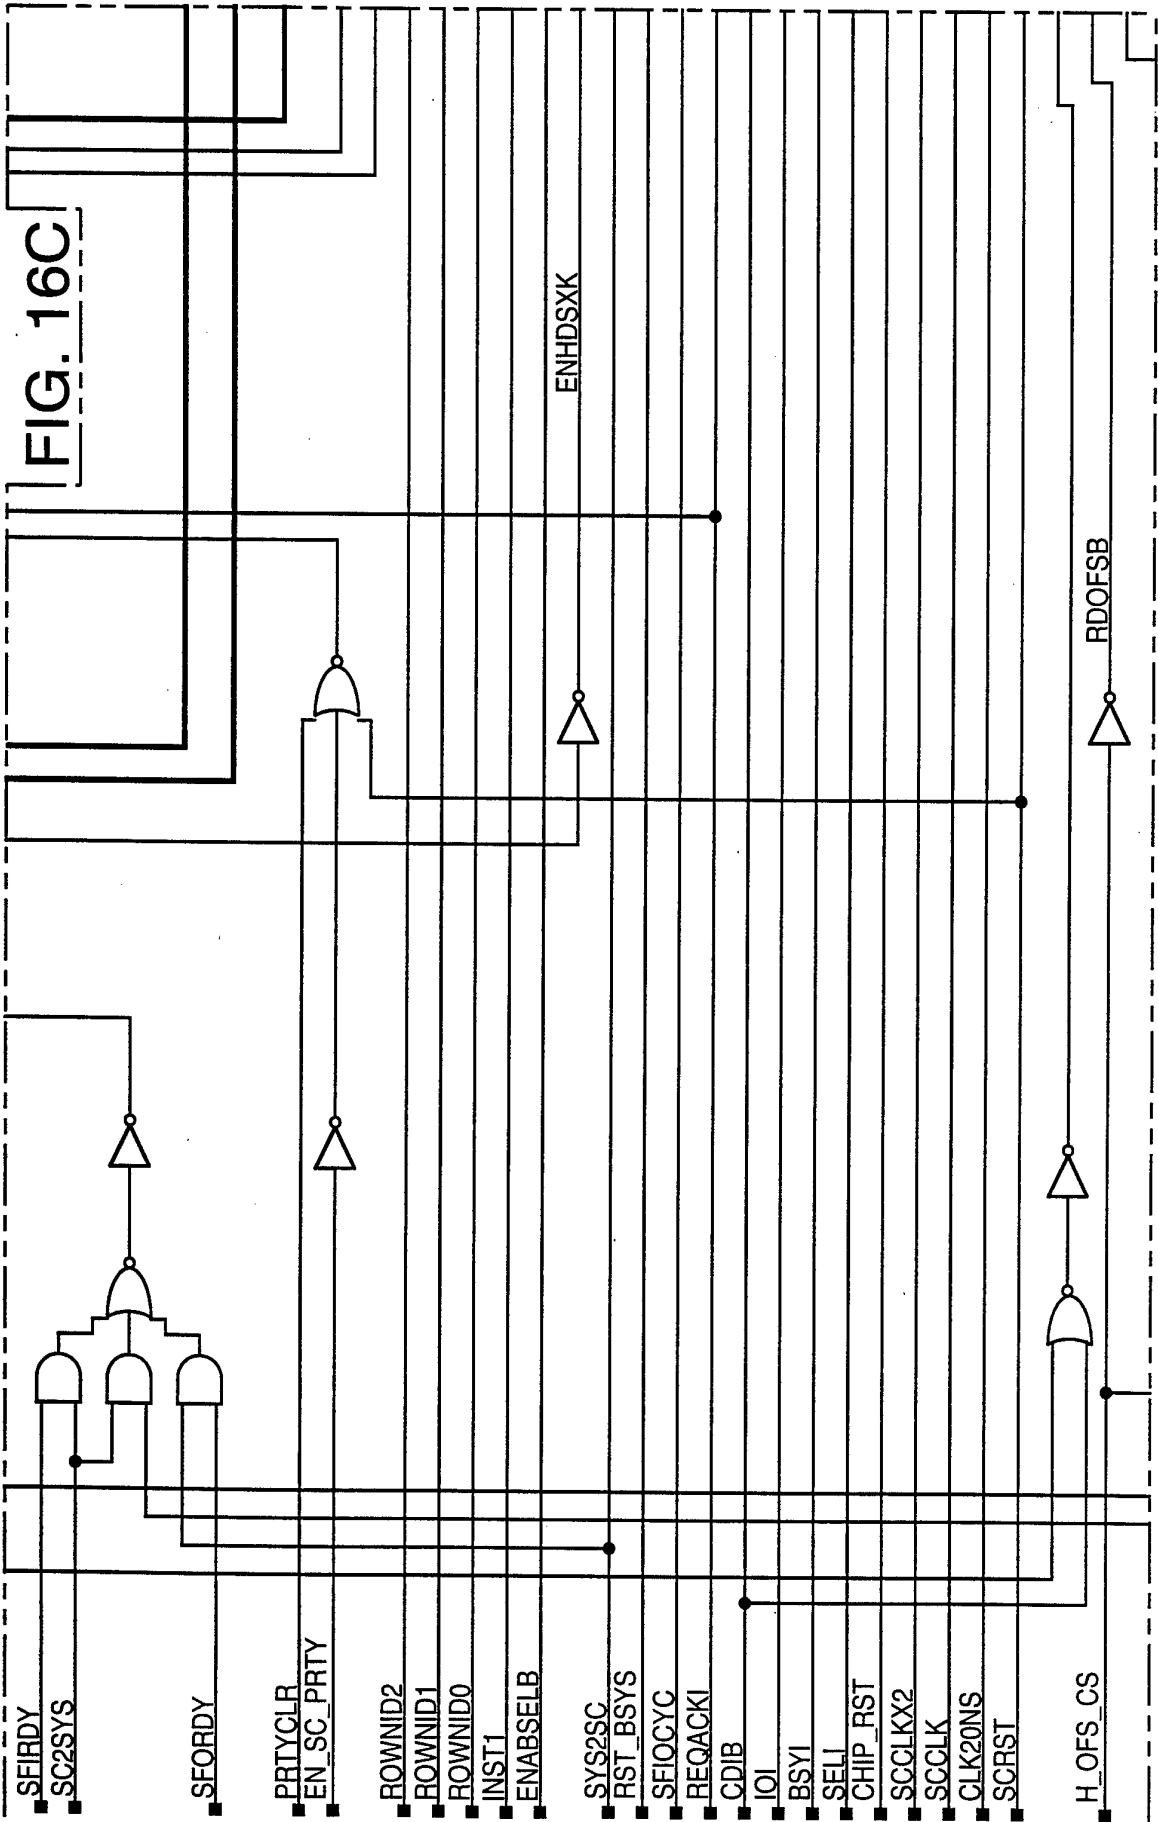 FIG. 16C
SFIRDY
SC2SYS
SFORDY
PRTYCLR
EN_SC_PRTY
ROWNID2
ROWNID1
ROWNID0
INST1
ENABSELB
ENHDSXK
SYS2SC
RST_BSYS
SFIOCYC
REQACKI
CDIB
IOI
BSYI
SELI
CHIP_RST
SCCLKX2
SCCLK
CLK20NS
SCRST
RDOFSB
H_OFS_CS